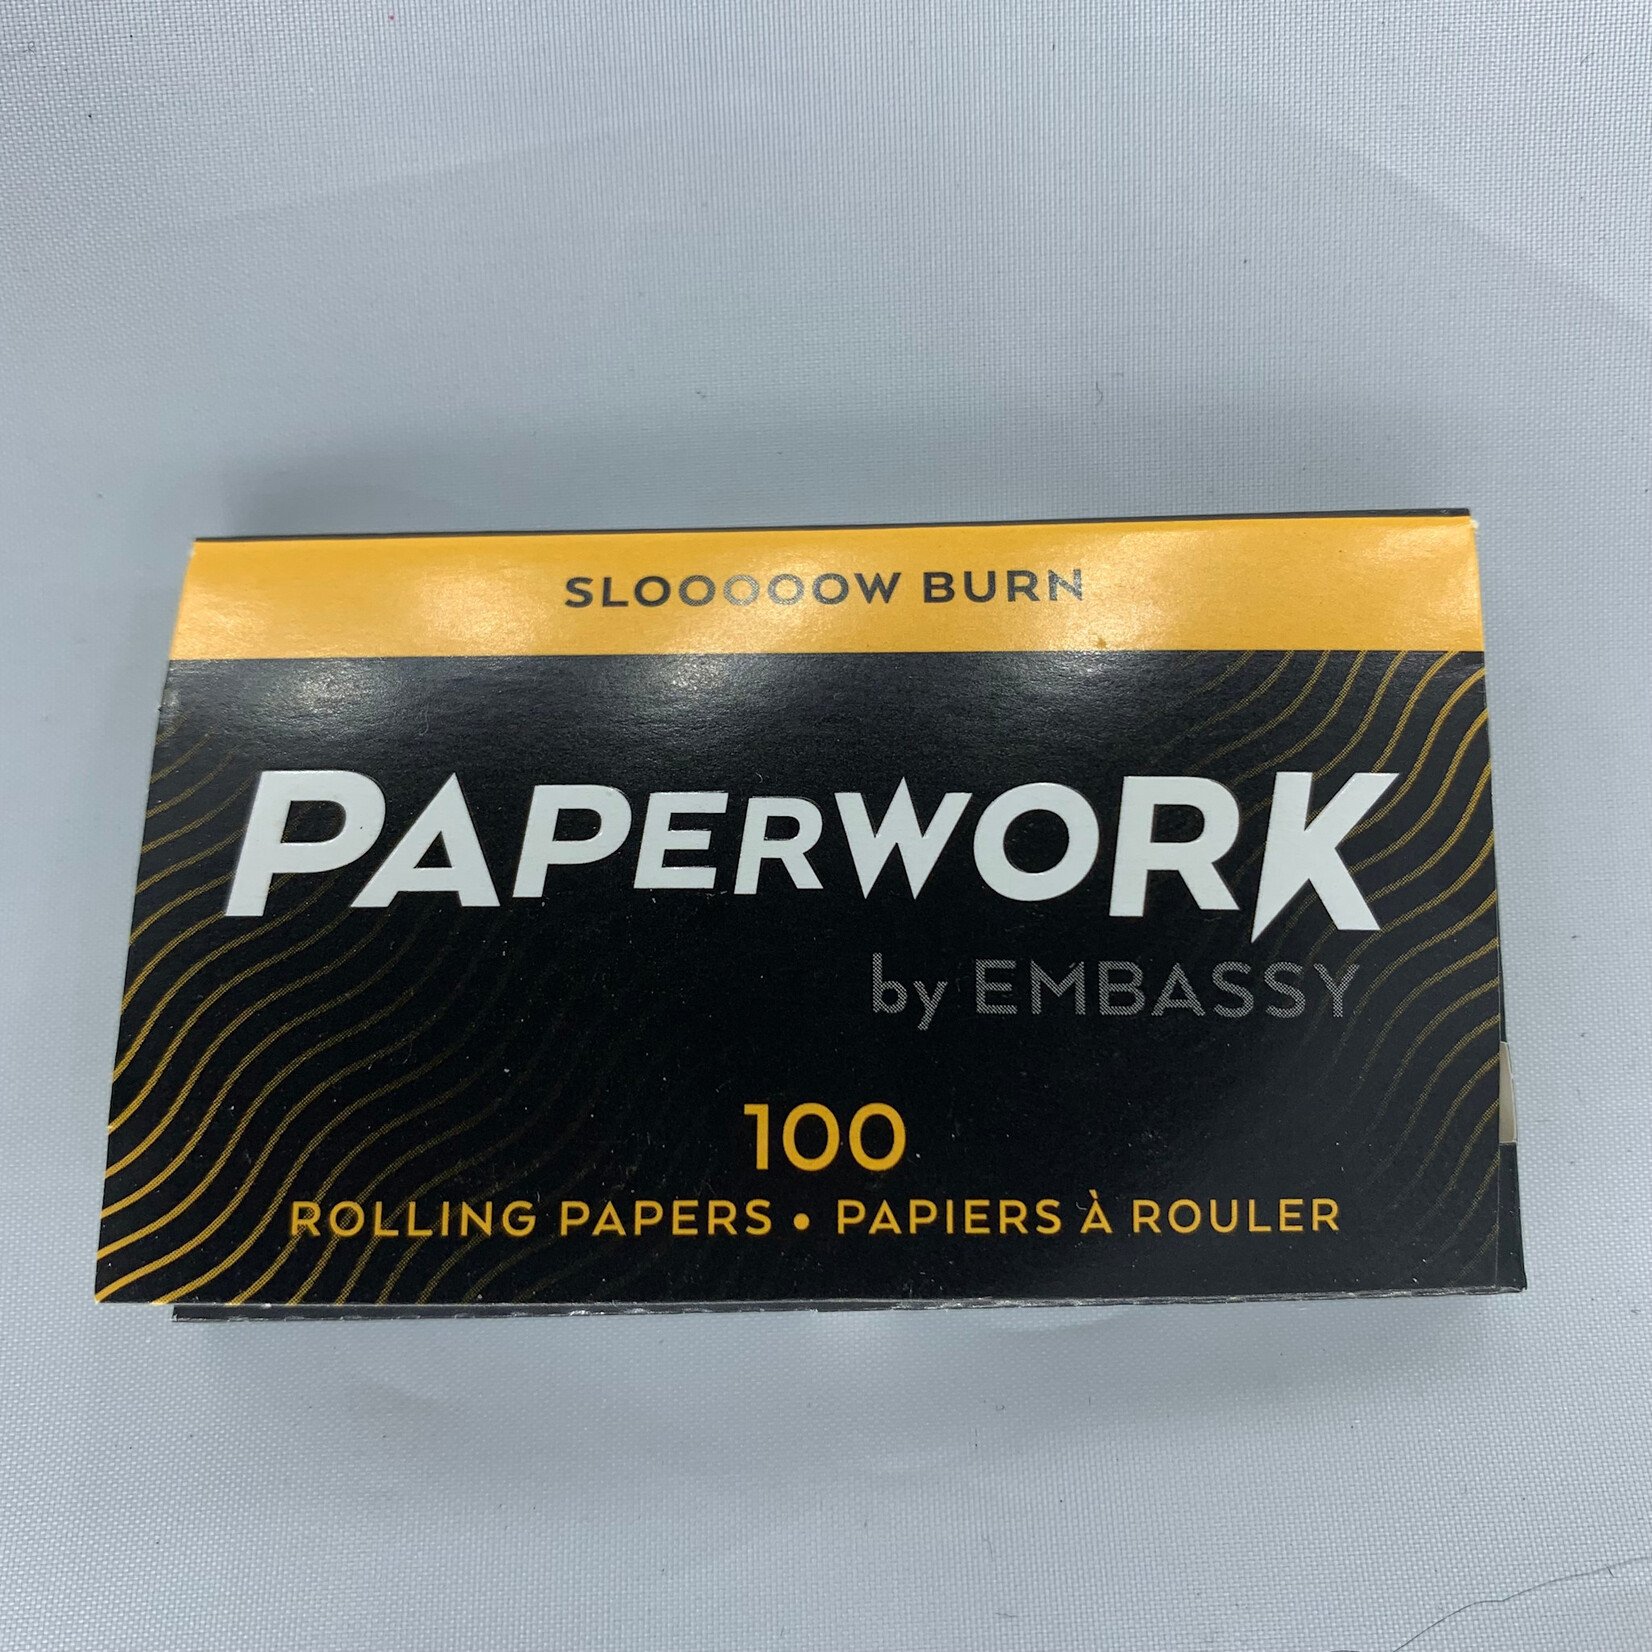 SLOOOOOW BURN
PAPERWORK
by EMBASSY
100
ROLLING PAPERS • PAPIERS À ROULER